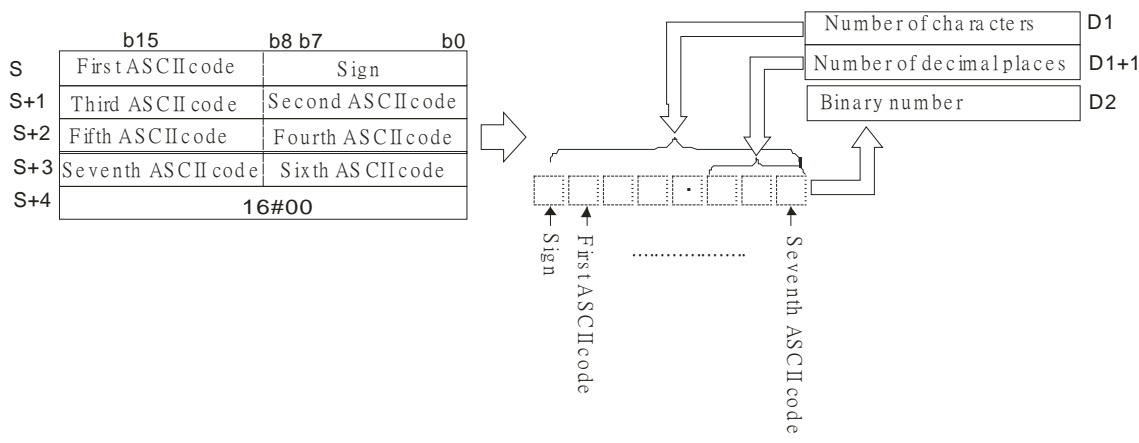 b15 b8 b7 b0
S First ASCII code Sign
S+1 Third ASCII code Second ASCII code
S+2 Fifth ASCII code Fourth ASCII code
S+3 Seventh ASCII code Sixth ASCII code
S+4 16#00
Number of characters D1
Number of decimal places D1+1
Binary number D2
Sign
First ASCII code
Seventh ASCII code